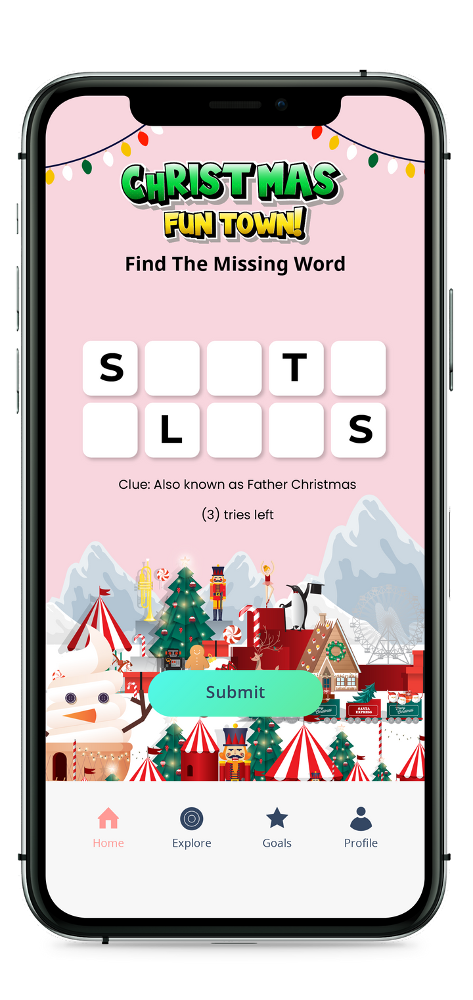 CHRISTMAS
FUN TOWN!
Find The Missing Word
S T
L S
Clue: Also known as Father Christmas
(3) tries left
Submit
Christmas
SANTA
EXPRESS
Merry
Christmas
Home Explore Goals Profile